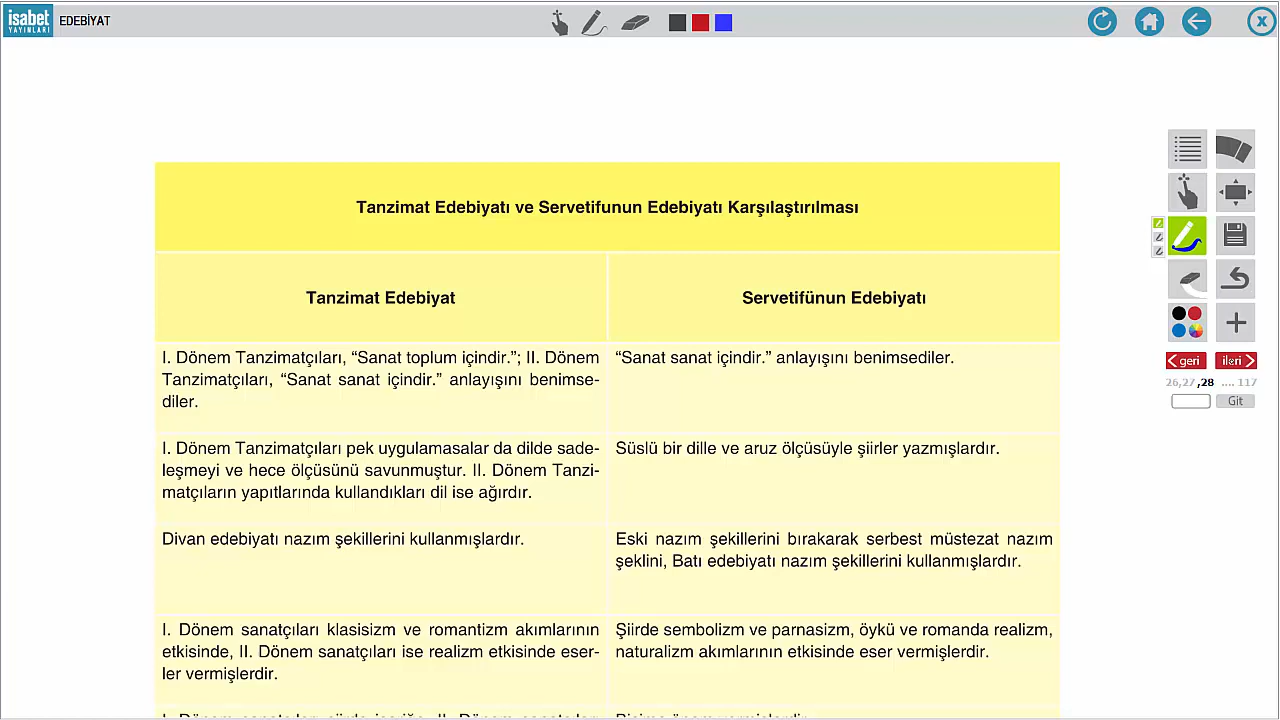 isabet
YAYINLARI
EDEBİYAT
Tanzimat Edebiyatı ve Servetifunun Edebiyatı Karşılaştırılması
Tanzimat Edebiyat
Servetifünun Edebiyatı
I. Dönem Tanzimatçıları, “Sanat toplum içindir.”; II. Dönem
Tanzimatçıları, “Sanat sanat içindir.” anlayışını benimse-
diler.
“Sanat sanat içindir.” anlayışını benimsediler.
I. Dönem Tanzimatçıları pek uygulamasalar da dilde sade-
leşmeyi ve hece ölçüsünü savunmuştur. II. Dönem Tanzi-
matçıların yapıtlarında kullandıkları dil ise ağırdır.
Süslü bir dille ve aruz ölçüsüyle şiirler yazmışlardır.
Divan edebiyatı nazım şekillerini kullanmışlardır.
Eski nazım şekillerini bırakarak serbest müstezat nazım
şeklini, Batı edebiyatı nazım şekillerini kullanmışlardır.
I. Dönem sanatçıları klasisizm ve romantizm akımlarının
etkisinde, II. Dönem sanatçıları ise realizm etkisinde eser-
ler vermişlerdir.
Şiirde sembolizm ve parnasizm, öykü ve romanda realizm,
naturalizm akımlarının etkisinde eser vermişlerdir.
geri
ileri
26,27,28 .... 117
Git